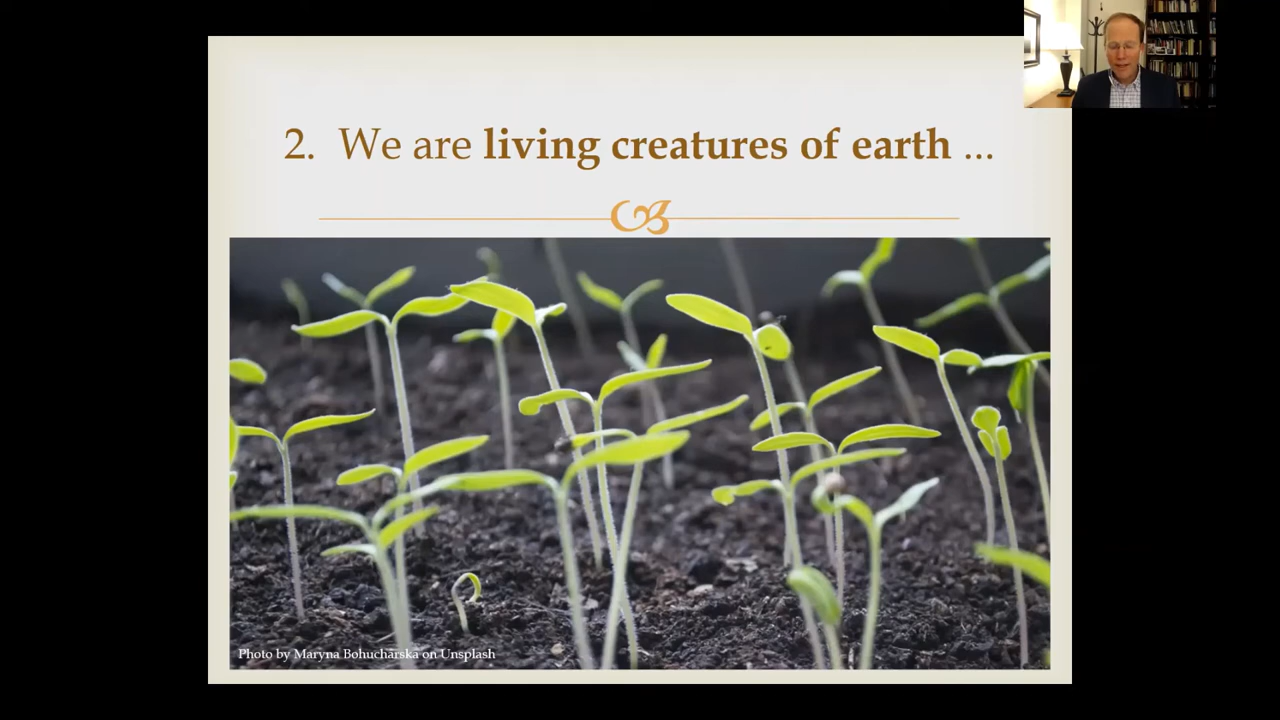 2. We are living creatures of earth ...
Photo by Maryna Bohucharska on Unsplash